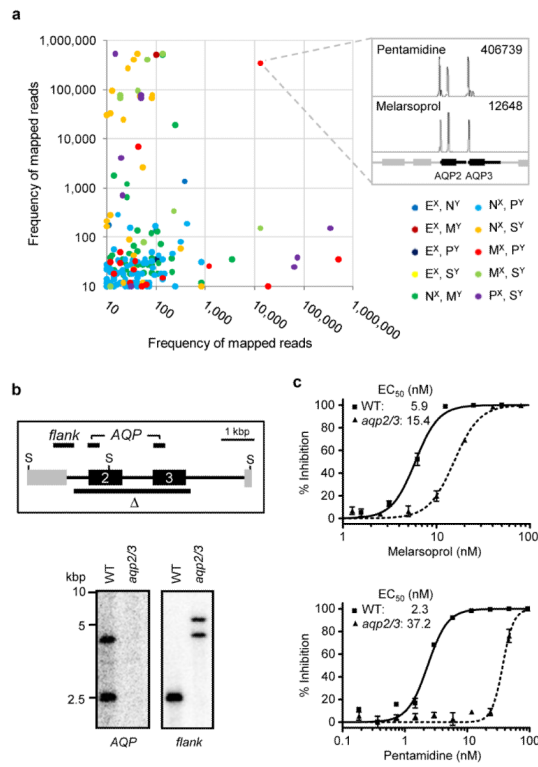 a
1,000,000
100,000
10,000
1,000
100
10
Frequency of mapped reads
10
100
1,000
10,000
100,000
1,000,000
Frequency of mapped reads
Pentamidine 406739
Melarsoprol 12648
AQP2 AQP3
Eˣ, Nʸ Nˣ, Pʸ
Eˣ, Mʸ Nˣ, Sʸ
Eˣ, Pʸ Mˣ, Pʸ
Eˣ, Sʸ Mˣ, Sʸ
Nˣ, Mʸ Pˣ, Sʸ
b
flank AQP 1 kbp
S S S
2 3
Δ
kbp WT aqp2/3 WT aqp2/3
10
5
2.5
AQP flank
c
EC₅₀ (nM)
WT: 5.9
aqp2/3: 15.4
100
80
60
40
20
0
% Inhibition
1 10 100
Melarsoprol (nM)
EC₅₀ (nM)
WT: 2.3
aqp2/3: 37.2
100
80
60
40
20
0
% Inhibition
0.1 1 10 100
Pentamidine (nM)